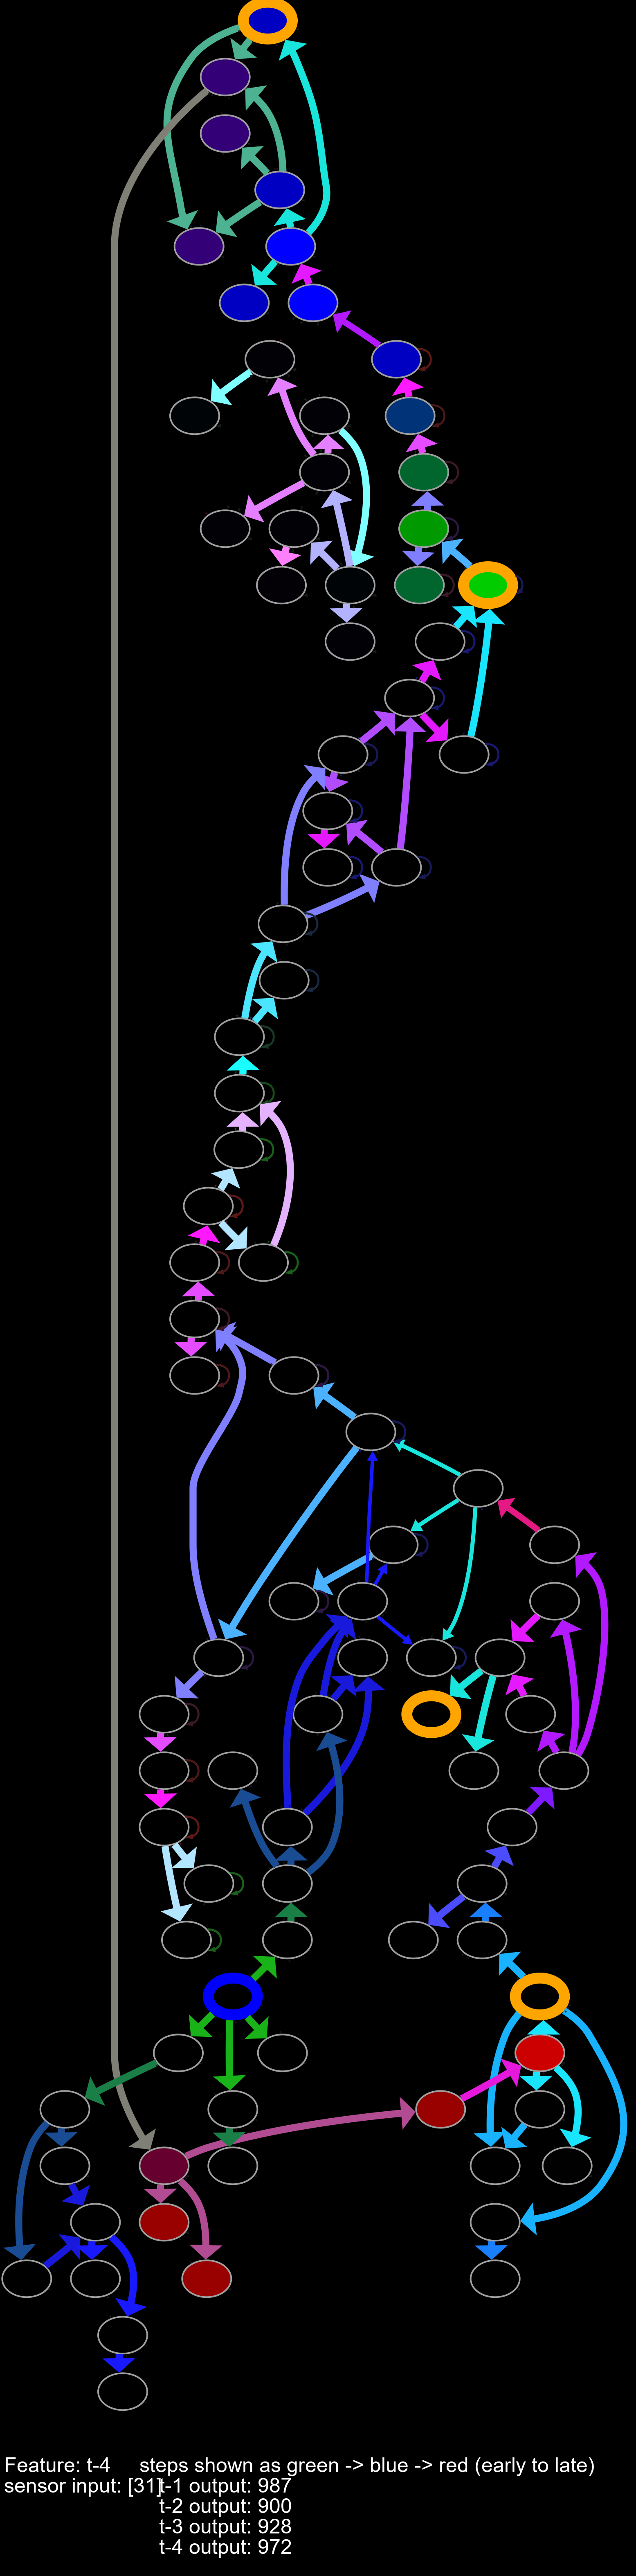 Feature: t-4     steps shown as green -> blue -> red (early to late)
sensor input: [31] t-1 output: 987
t-2 output: 900
t-3 output: 928
t-4 output: 972